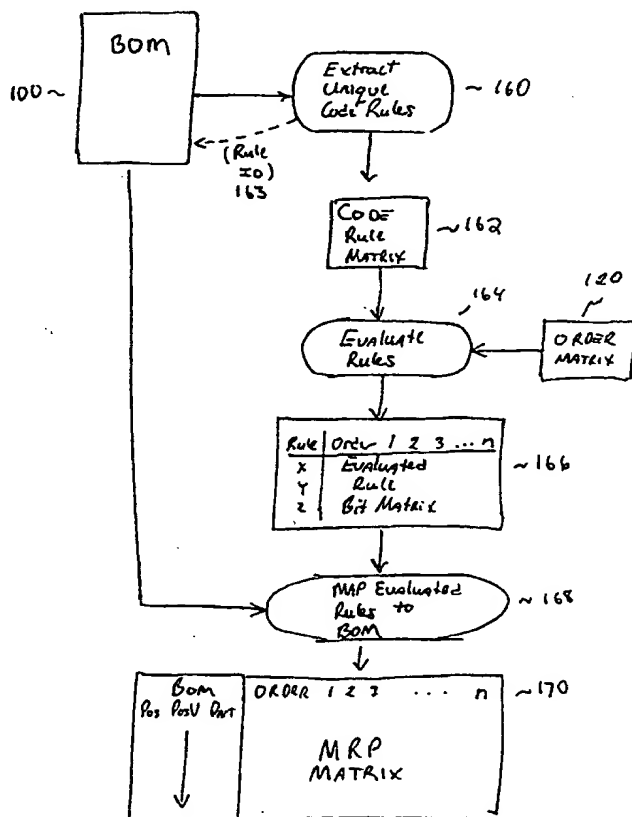 BOM
100 ~
Extract
Unique
Code Rules
~ 160
(Rule
ID)
163
CODE
Rule
MATRIX
~ 162
164
120
Evaluate
Rules
ORDER
MATRIX
Rule Order 1 2 3 ... n
X Evaluated
Y Rule
Z Bit Matrix
~ 166
MAP Evaluated
Rules to
BOM
~ 168
BOM ORDER 1 2 3 .... n
~ 170
Pos PosV
MRP
MATRIX